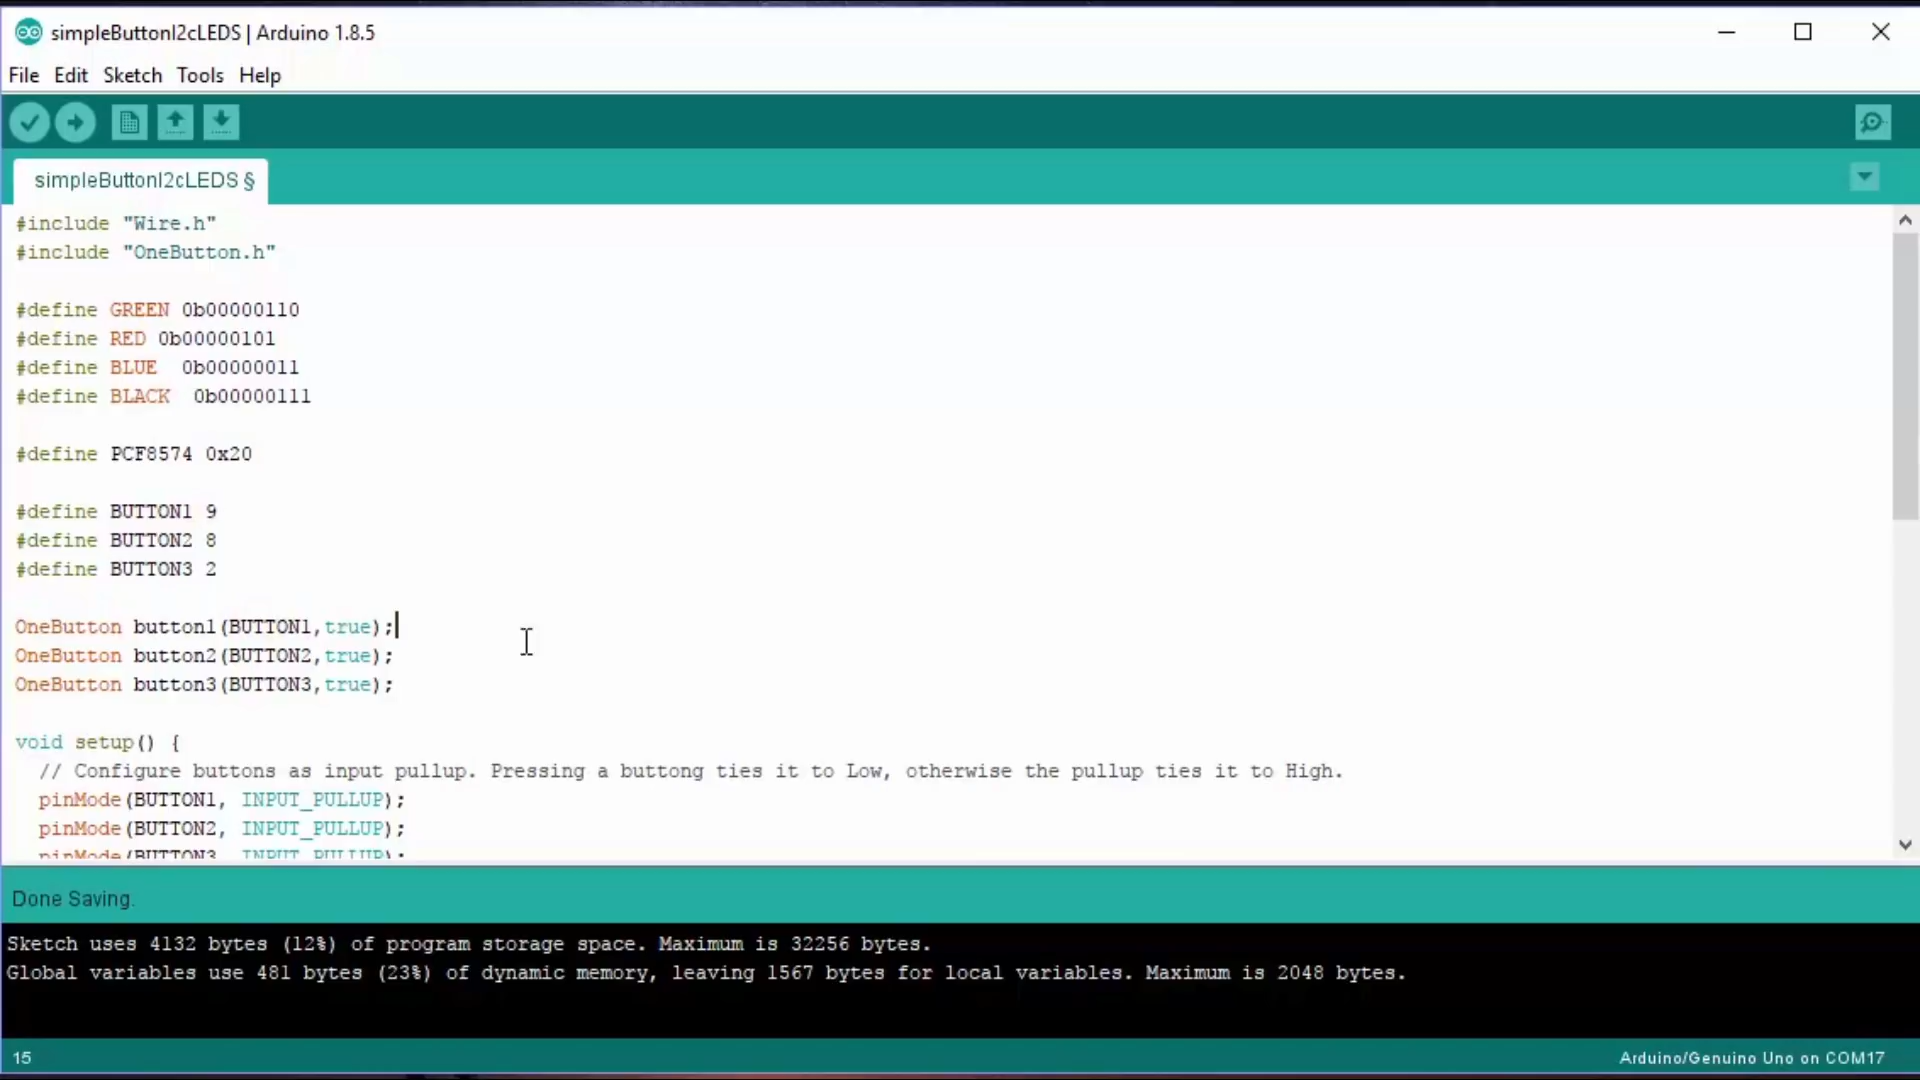 simpleButtonI2cLEDS | Arduino 1.8.5
File Edit Sketch Tools Help
simpleButtonI2cLEDS §
#include "Wire.h"
#include "OneButton.h"
#define GREEN 0b00000110
#define RED 0b00000101
#define BLUE  0b00000011
#define BLACK  0b00000111
#define PCF8574 0x20
#define BUTTON1 9
#define BUTTON2 8
#define BUTTON3 2
OneButton button1(BUTTON1,true);
OneButton button2(BUTTON2,true);
OneButton button3(BUTTON3,true);
void setup() {
// Configure buttons as input pullup. Pressing a buttong ties it to Low, otherwise the pullup ties it to High.
pinMode(BUTTON1, INPUT_PULLUP);
pinMode(BUTTON2, INPUT_PULLUP);
pinMode(BUTTON3, INPUT_PULLUP);
Done Saving.
Sketch uses 4132 bytes (12%) of program storage space. Maximum is 32256 bytes.
Global variables use 481 bytes (23%) of dynamic memory, leaving 1567 bytes for local variables. Maximum is 2048 bytes.
15
Arduino/Genuino Uno on COM17